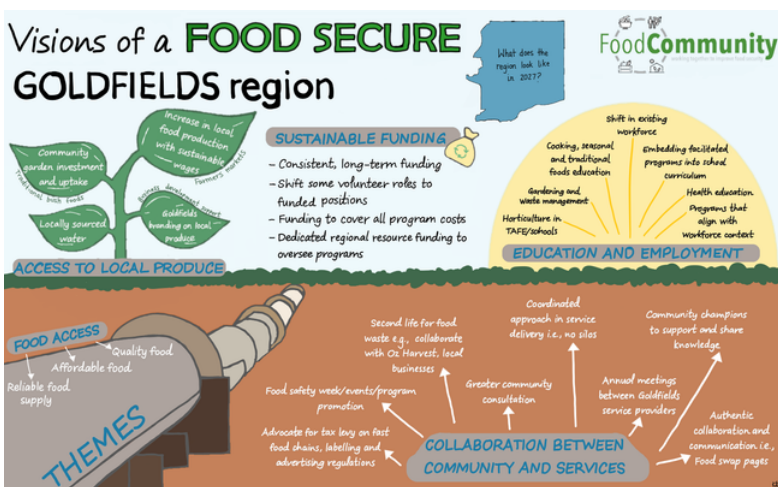 Visions of a FOOD SECURE
GOLDFIELDS region
What does the
region look like
in 2027?
FoodCommunity
working together to improve food security
Increase in local
food production
with sustainable
wages
Farmers markets
Community
garden investment
and uptake
Traditional bush foods
Business development support
Locally sourced
water
Goldfields
branding on local
produce
ACCESS TO LOCAL PRODUCE
SUSTAINABLE FUNDING
- Consistent, long-term funding
- Shift some volunteer roles to
funded positions
- Funding to cover all program costs
- Dedicated regional resource funding to
oversee programs
Shift in existing
workforce
Cooking, seasonal
and traditional
foods education
Embedding facilitated
programs into school
curriculum
Gardening and
Waste management
Health education
Horticulture in
TAFE/schools
Programs that
align with
workforce context
EDUCATION AND EMPLOYMENT
FOOD ACCESS
Quality food
Affordable food
Reliable food
supply
THEMES
Second life for food
waste e.g., collaborate
with Oz Harvest, local
businesses
Coordinated
approach in service
delivery i.e., no silos
Community champions
to support and share
knowledge
Food safety week/events/program
promotion
Greater community
consultation
Annual meetings
between Goldfields
service providers
Advocate for tax levy on fast
food chains, labelling and
advertising regulations
Authentic
collaboration and
communication i.e.,
Food swap pages
COLLABORATION BETWEEN
COMMUNITY AND SERVICES